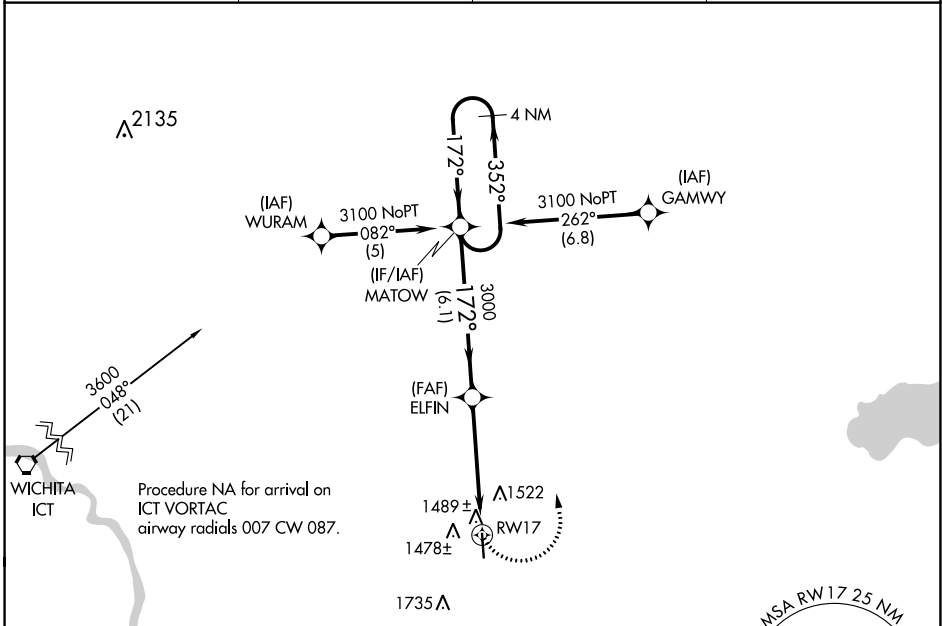 2135
4 NM
172°
352°
(IAF)
WURAM
3100 NoPT
082°
(5)
3100 NoPT
262°
(6.8)
(IAF)
GAMWY
(IF/IAF)
MATOW
3000
172°
(6.1)
3600
048°
(21)
(FAF)
ELFIN
WICHITA
ICT
Procedure NA for arrival on
ICT VORTAC
airway radials 007 CW 087.
1522
1489 ±
RW17
1478±
1735
MSA RW17 25 NM